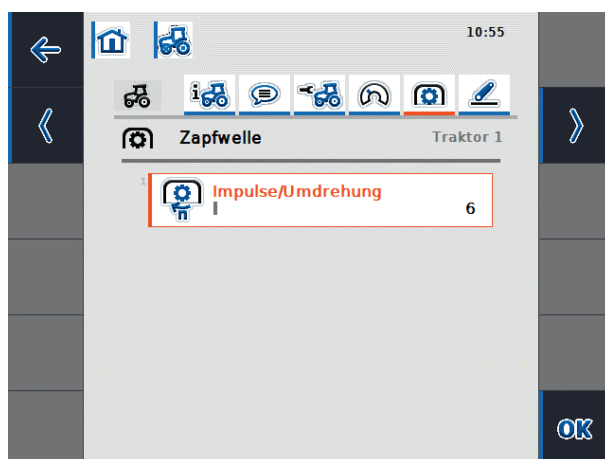 10:55
Zapfwelle Traktor 1
1 Impulse/Umdrehung
6
n
OK